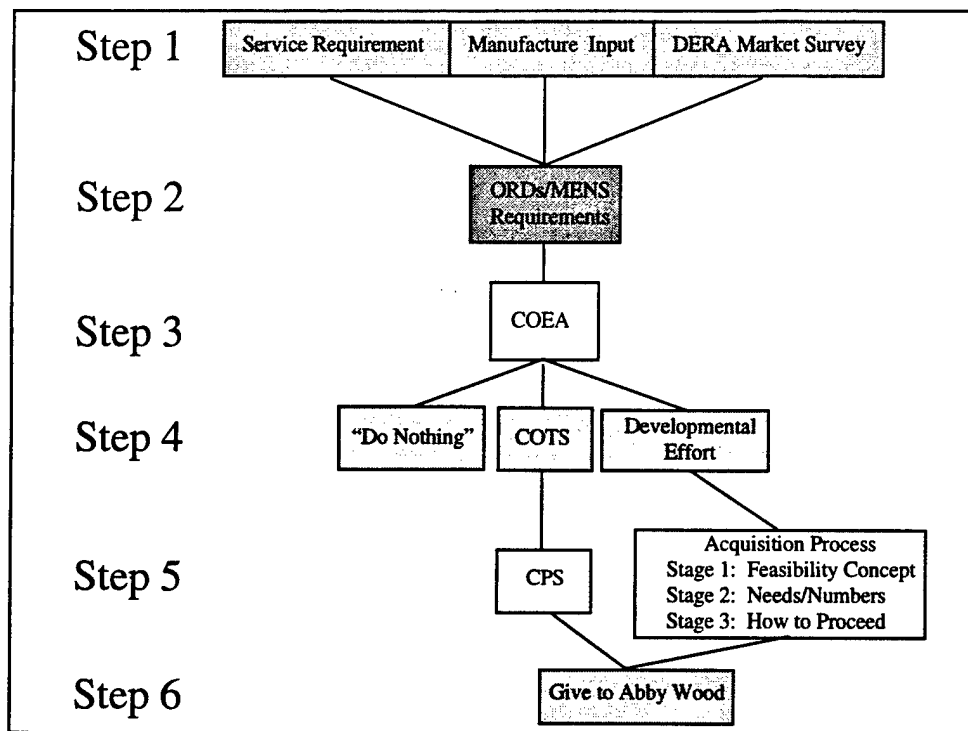 Step 1
Service Requirement
Manufacture Input
DERA Market Survey
Step 2
ORDs/MENS
Requirements
Step 3
COEA
Step 4
“Do Nothing”
COTS
Developmental
Effort
Step 5
CPS
Acquisition Process
Stage 1: Feasibility Concept
Stage 2: Needs/Numbers
Stage 3: How to Proceed
Step 6
Give to Abby Wood